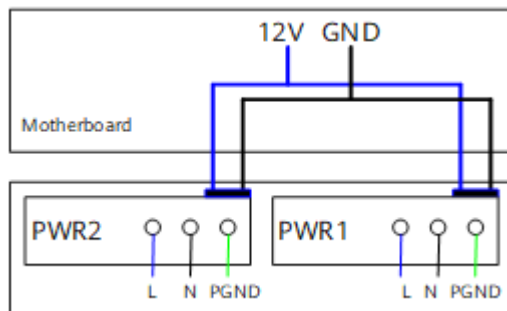 12V GND
Motherboard
PWR2 PWR1
L N PGND L N PGND